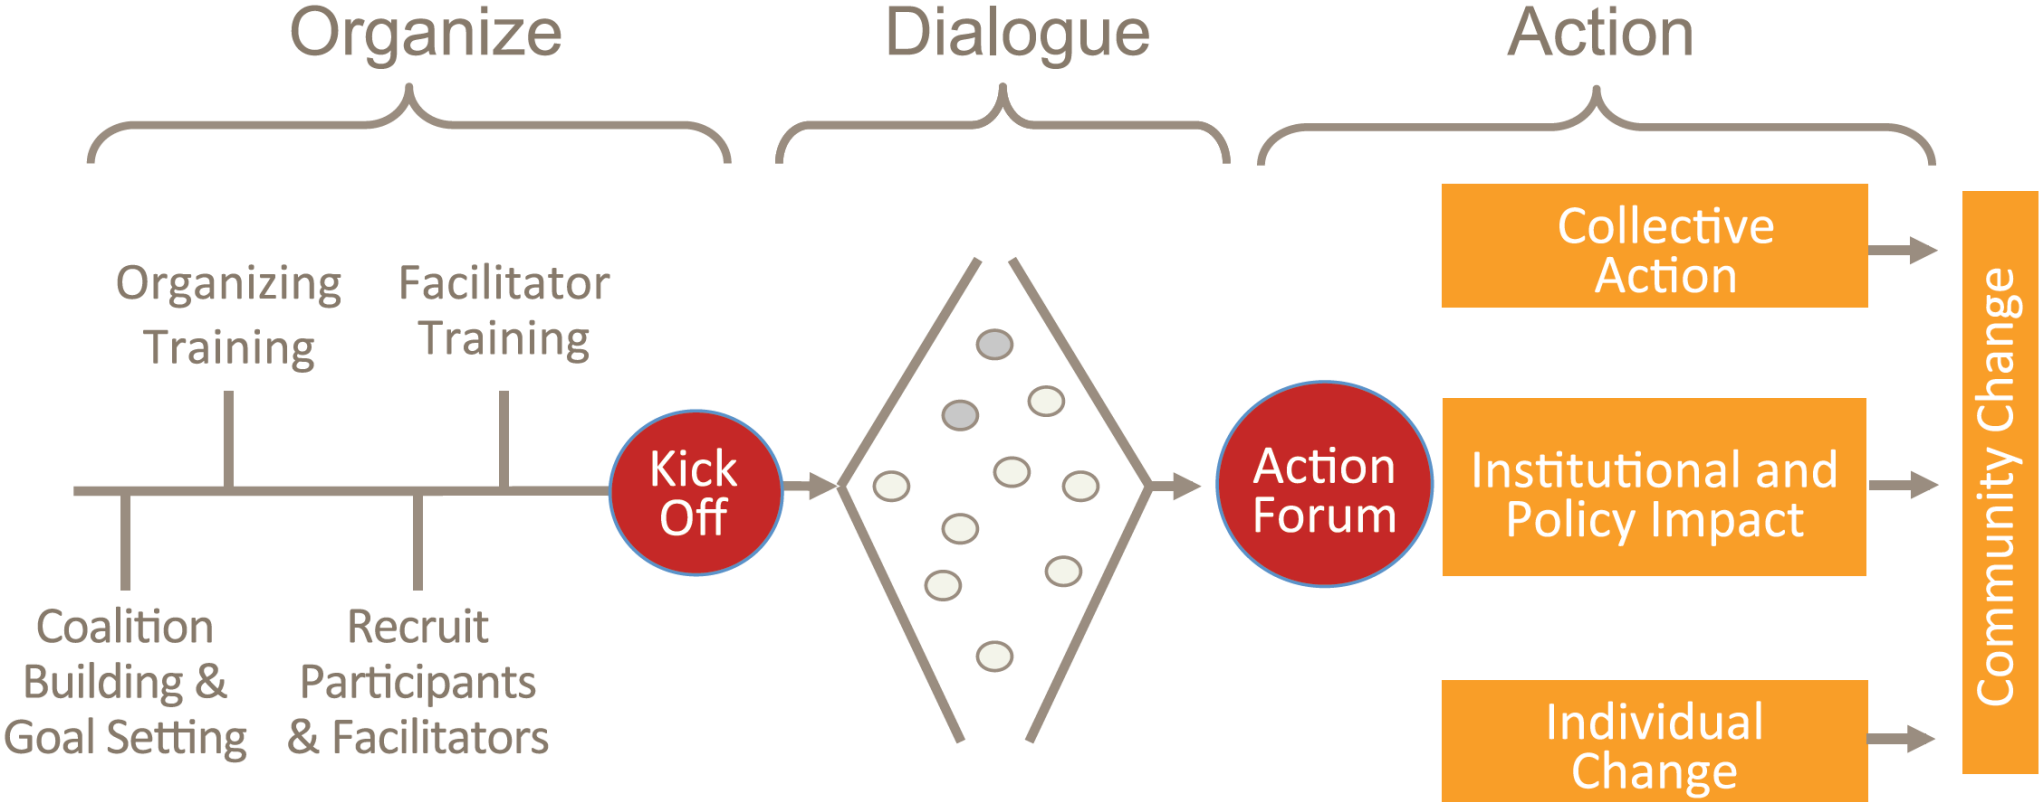 Organize
Dialogue
Action
Organizing
Training
Facilitator
Training
Coalition
Building &
Goal Setting
Recruit
Participants
& Facilitators
Kick
Off
Action
Forum
Collective
Action
Institutional and
Policy Impact
Individual
Change
Community Change